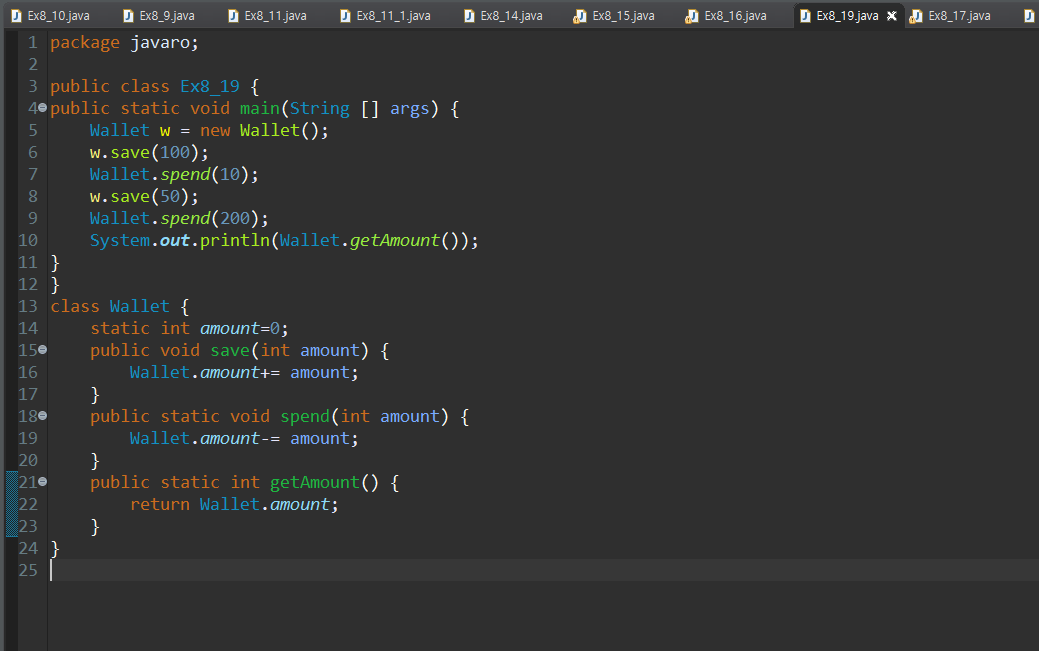 Ex8_10.java Ex8_9.java Ex8_11.java Ex8_11_1.java Ex8_14.java Ex8_15.java Ex8_16.java Ex8_19.java Ex8_17.java
1 package javaro;
2
3 public class Ex8_19 {
4 public static void main(String [] args) {
5     Wallet w = new Wallet();
6     w.save(100);
7     Wallet.spend(10);
8     w.save(50);
9     Wallet.spend(200);
10     System.out.println(Wallet.getAmount());
11 }
12 }
13 class Wallet {
14     static int amount=0;
15     public void save(int amount) {
16         Wallet.amount+= amount;
17     }
18     public static void spend(int amount) {
19         Wallet.amount-= amount;
20     }
21     public static int getAmount() {
22         return Wallet.amount;
23     }
24 }
25